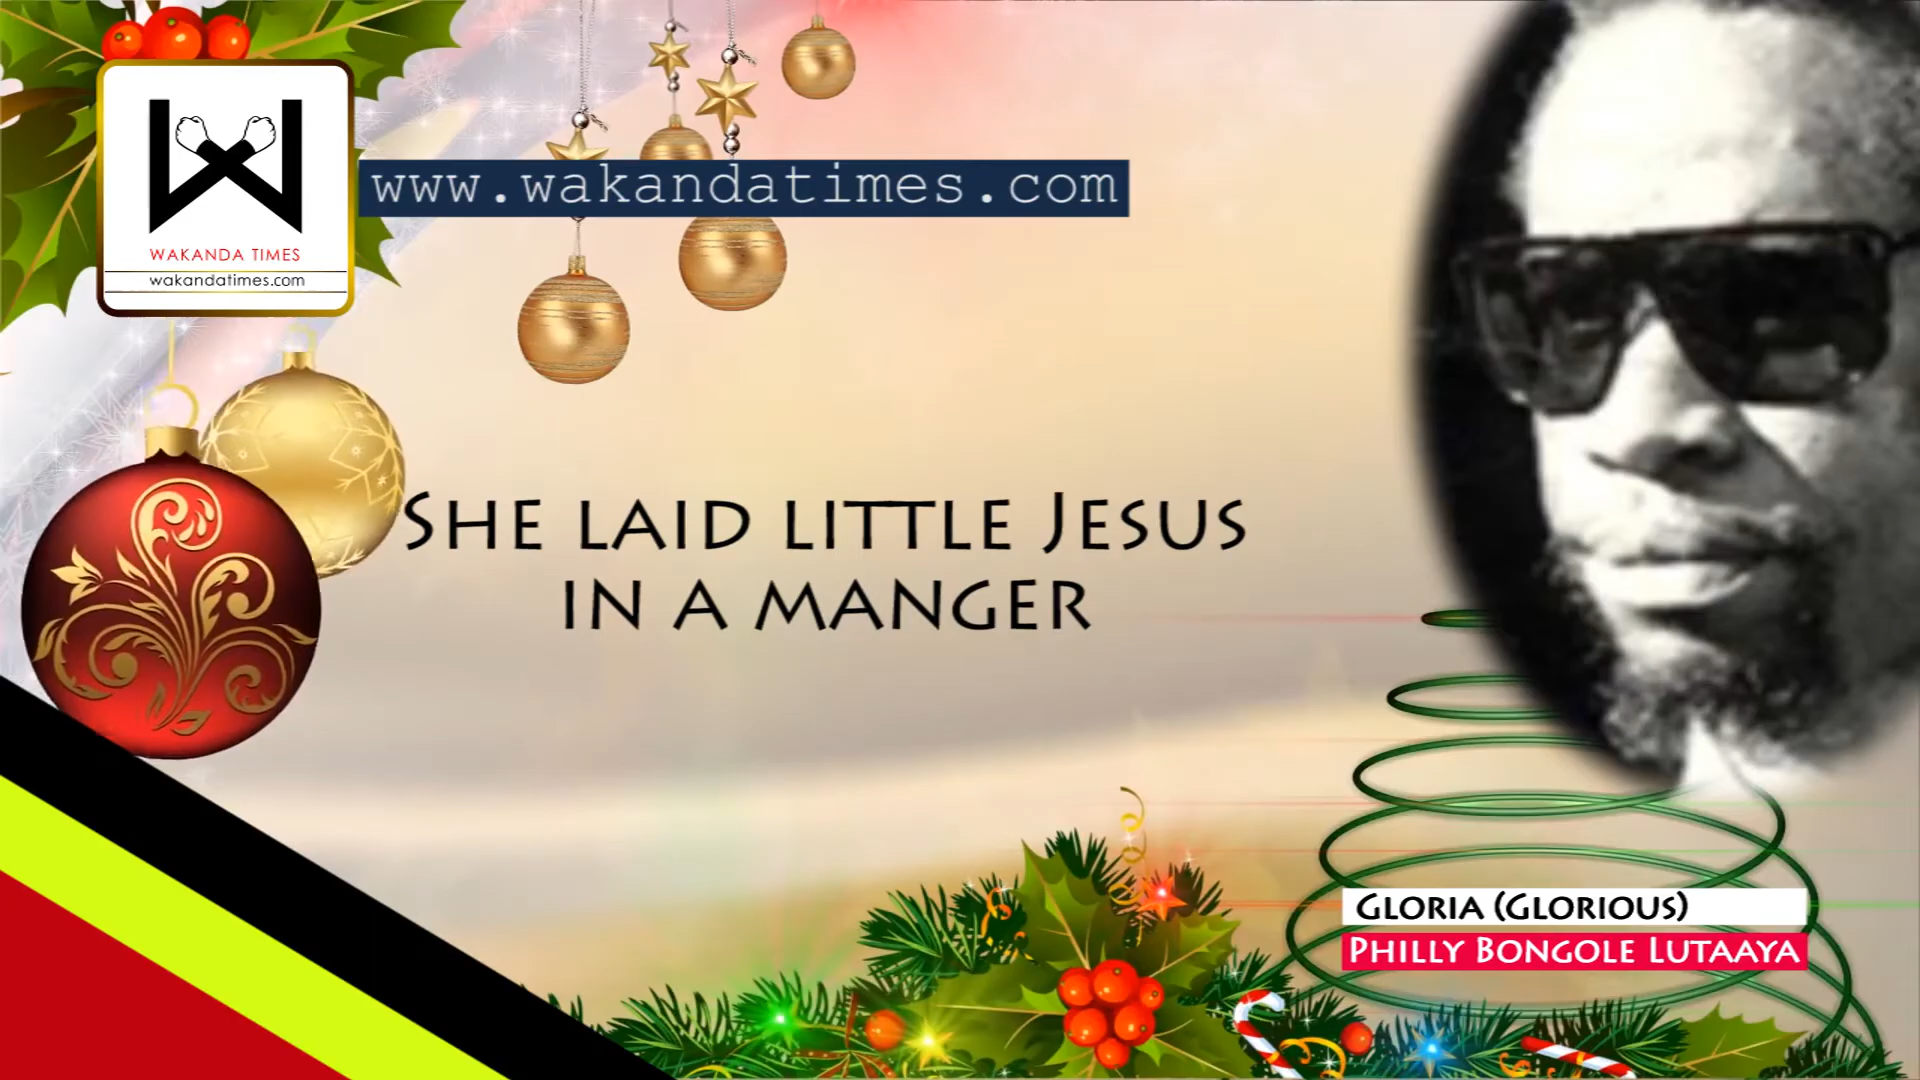 WAKANDA TIMES
wakandatimes.com
www.wakandatimes.com
She laid little Jesus
in a manger
Gloria (Glorious)
Philly Bongole Lutaaya